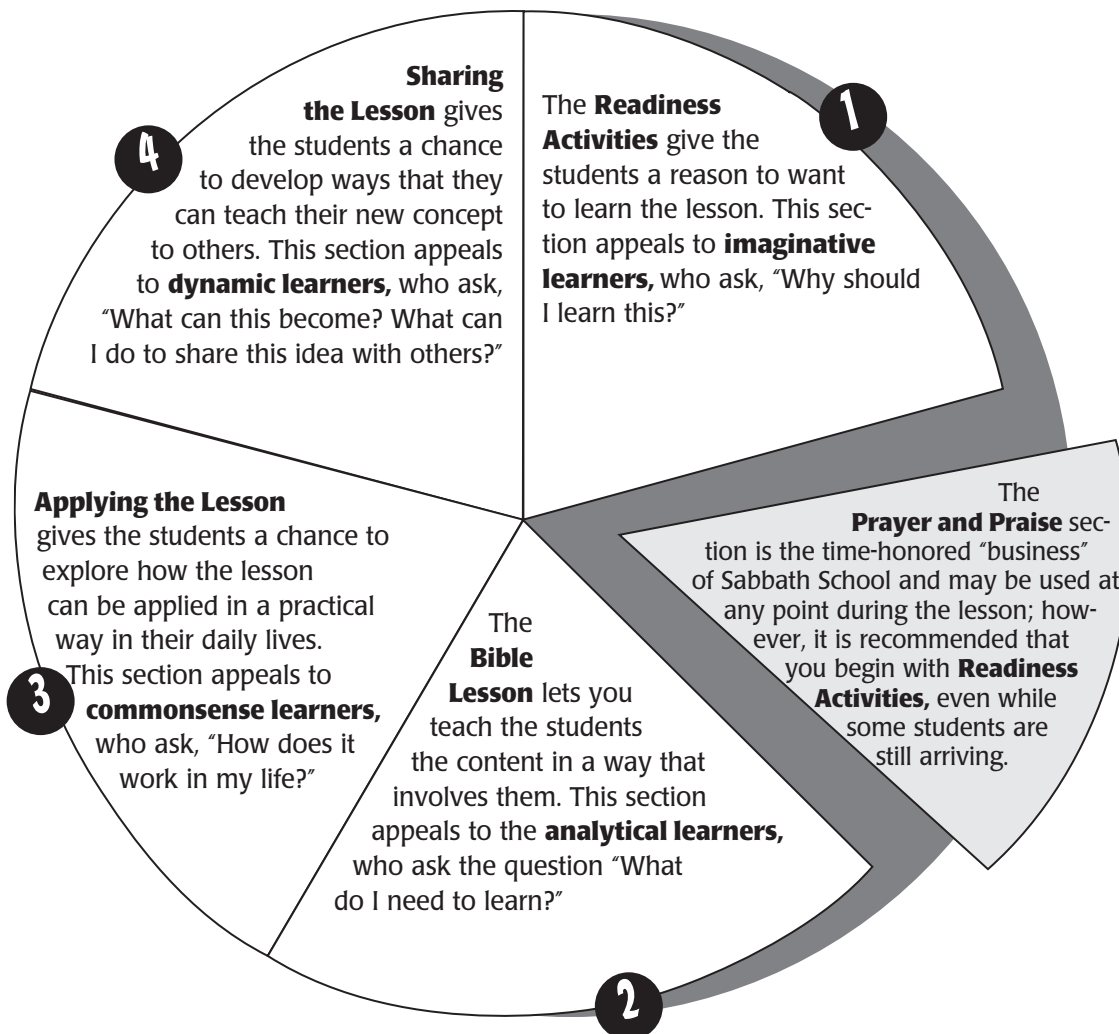 1
The Readiness
Activities give the
students a reason to want
to learn the lesson. This sec-
tion appeals to imaginative
learners, who ask, “Why should
I learn this?”
The
Prayer and Praise sec-
tion is the time-honored “business”
of Sabbath School and may be used at
any point during the lesson; how-
ever, it is recommended that
you begin with Readiness
Activities, even while
some students are
still arriving.
2
The
Bible
Lesson lets you
teach the students
the content in a way that
involves them. This section
appeals to the analytical learners,
who ask the question “What
do I need to learn?”
3
Applying the Lesson
gives the students a chance to
explore how the lesson
can be applied in a practical
way in their daily lives.
This section appeals to
commonsense learners,
who ask, “How does it
work in my life?”
4
Sharing
the Lesson gives
the students a chance
to develop ways that they
can teach their new concept
to others. This section appeals
to dynamic learners, who ask,
“What can this become? What can
I do to share this idea with others?”